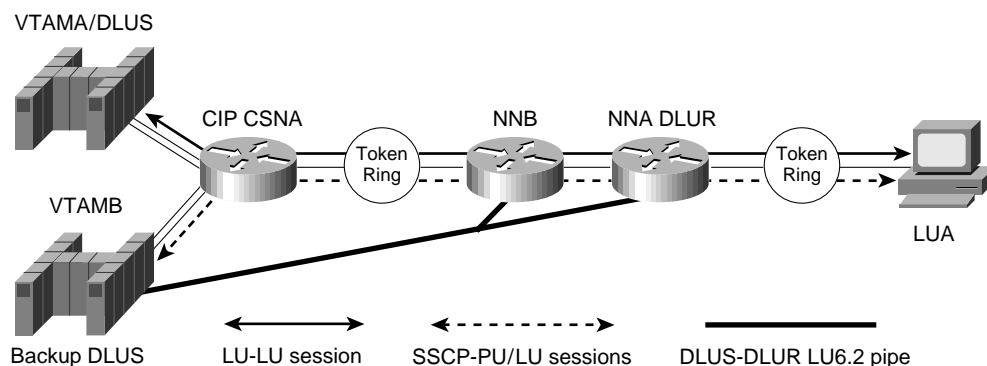 VTAMA/DLUS
CIP CSNA
NNB
NNA DLUR
Token
Ring
Token
Ring
VTAMB
LUA
Backup DLUS
LU-LU session
SSCP-PU/LU sessions
DLUS-DLUR LU6.2 pipe